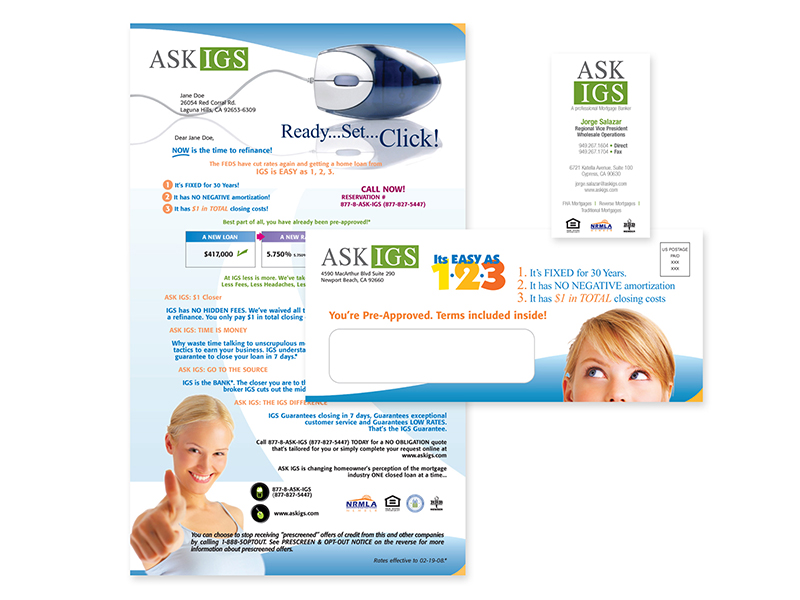 ASK IGS
Jane Doe
26054 Red Corral Rd.
Laguna Hills, CA 92653-6309
Dear Jane Doe,
Ready...Set...Click!
NOW is the time to refinance!
The FEDS have cut rates again and getting a home loan from
IGS is EASY as 1, 2, 3.
1 It's FIXED for 30 Years!
2 It has NO NEGATIVE amortization!
3 It has $1 in TOTAL closing costs!
CALL NOW!
RESERVATION #
877-8-ASK-IGS (877-827-5447)
Best part of all, you have already been pre-approved!*
A NEW LOAN
$417,000
A NEW R
5.750%
At IGS less is more. We've tak
Less Fees, Less Headaches, Les
ASK IGS: $1 Closer
IGS has NO HIDDEN FEES. We've waived all t
a refinance. You only pay $1 in total closing
ASK IGS: TIME IS MONEY
Why waste time talking to unscrupulous m
tactics to earn your business. IGS understa
guarantee to close your loan in 7 days.*
ASK IGS: GO TO THE SOURCE
IGS is the BANK*. The closer you are to th
broker IGS cuts out the mid
ASK IGS: THE IGS DIFFERENCE
IGS Guarantees closing in 7 days, Guarantees exceptional
customer service and Guarantees LOW RATES.
That's the IGS Guarantee.
Call 877-8-ASK-IGS (877-827-5447) TODAY for a NO OBLIGATION quote
that's tailored for you or simply complete your request online at
www.askigs.com
ASK IGS is changing homeowner's perception of the mortgage
industry ONE closed loan at a time...
877-8-ASK-IGS
(877-827-5447)
www.askigs.com
NRMLA
You can choose to stop receiving "prescreened" offers of credit from this and other companies
by calling 1-888-5OPTOUT. See PRESCREEN & OPT-OUT NOTICE on the reverse for more
information about prescreened offers.
Rates effective to 02-19-08.*
ASK
IGS
A professional Mortgage Banker
Jorge Salazar
Regional Vice President
Wholesale Operations
949.267.1604 • Direct
949.267.1704 • Fax
6721 Katella Avenue, Suite 100
Cypress, CA 90630
jorge.salazar@askigs.com
www.askigs.com
FHA Mortgages | Reverse Mortgages |
Traditional Mortgages
NRMLA
ASK IGS
4590 MacArthur Blvd Suite 290
Newport Beach, CA 92660
Its EASY AS
1·2·3
1. It's FIXED for 30 Years.
2. It has NO NEGATIVE amortization
3. It has $1 in TOTAL closing costs
US POSTAGE
PAID
XXX
XXX
You're Pre-Approved. Terms included inside!